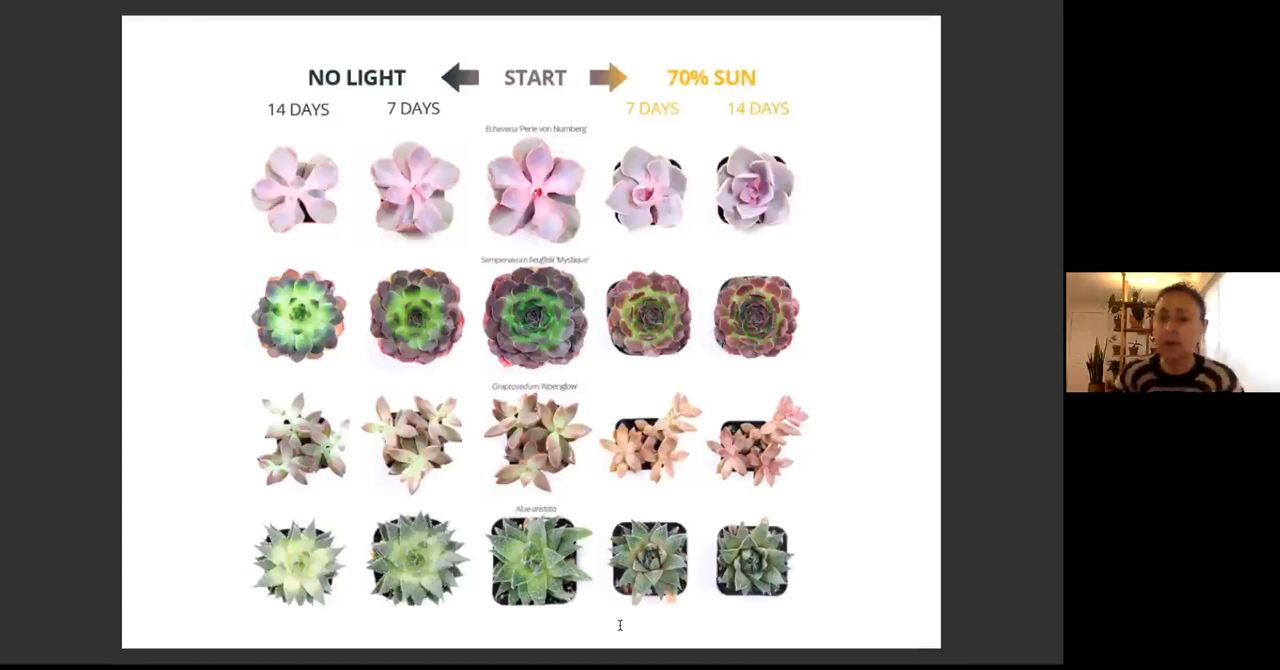 NO LIGHT START 70% SUN
14 DAYS 7 DAYS 7 DAYS 14 DAYS
Echeveria 'Perle von Nurnberg'
Sempervivum heuffelii 'Mystique'
Graptosedum 'Alpenglow
Aloe aristata